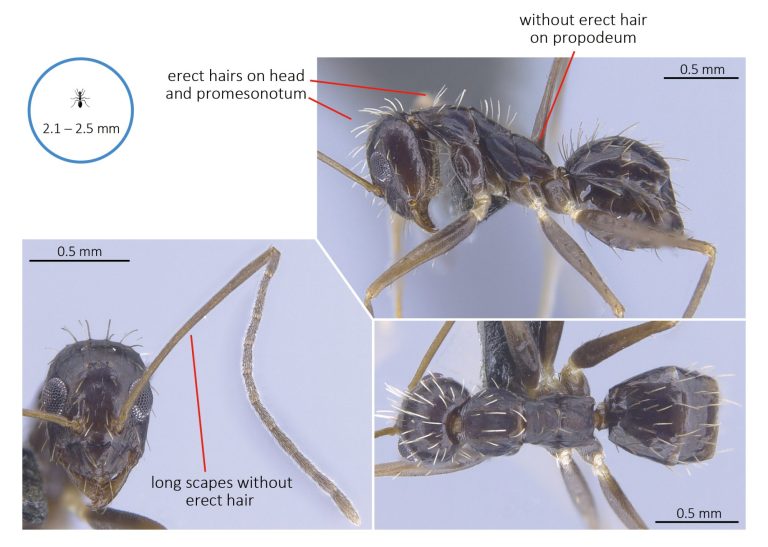 without erect hair
on propodeum
0.5 mm
erect hairs on head
and promesonotum
2.1 – 2.5 mm
0.5 mm
long scapes without
erect hair
0.5 mm